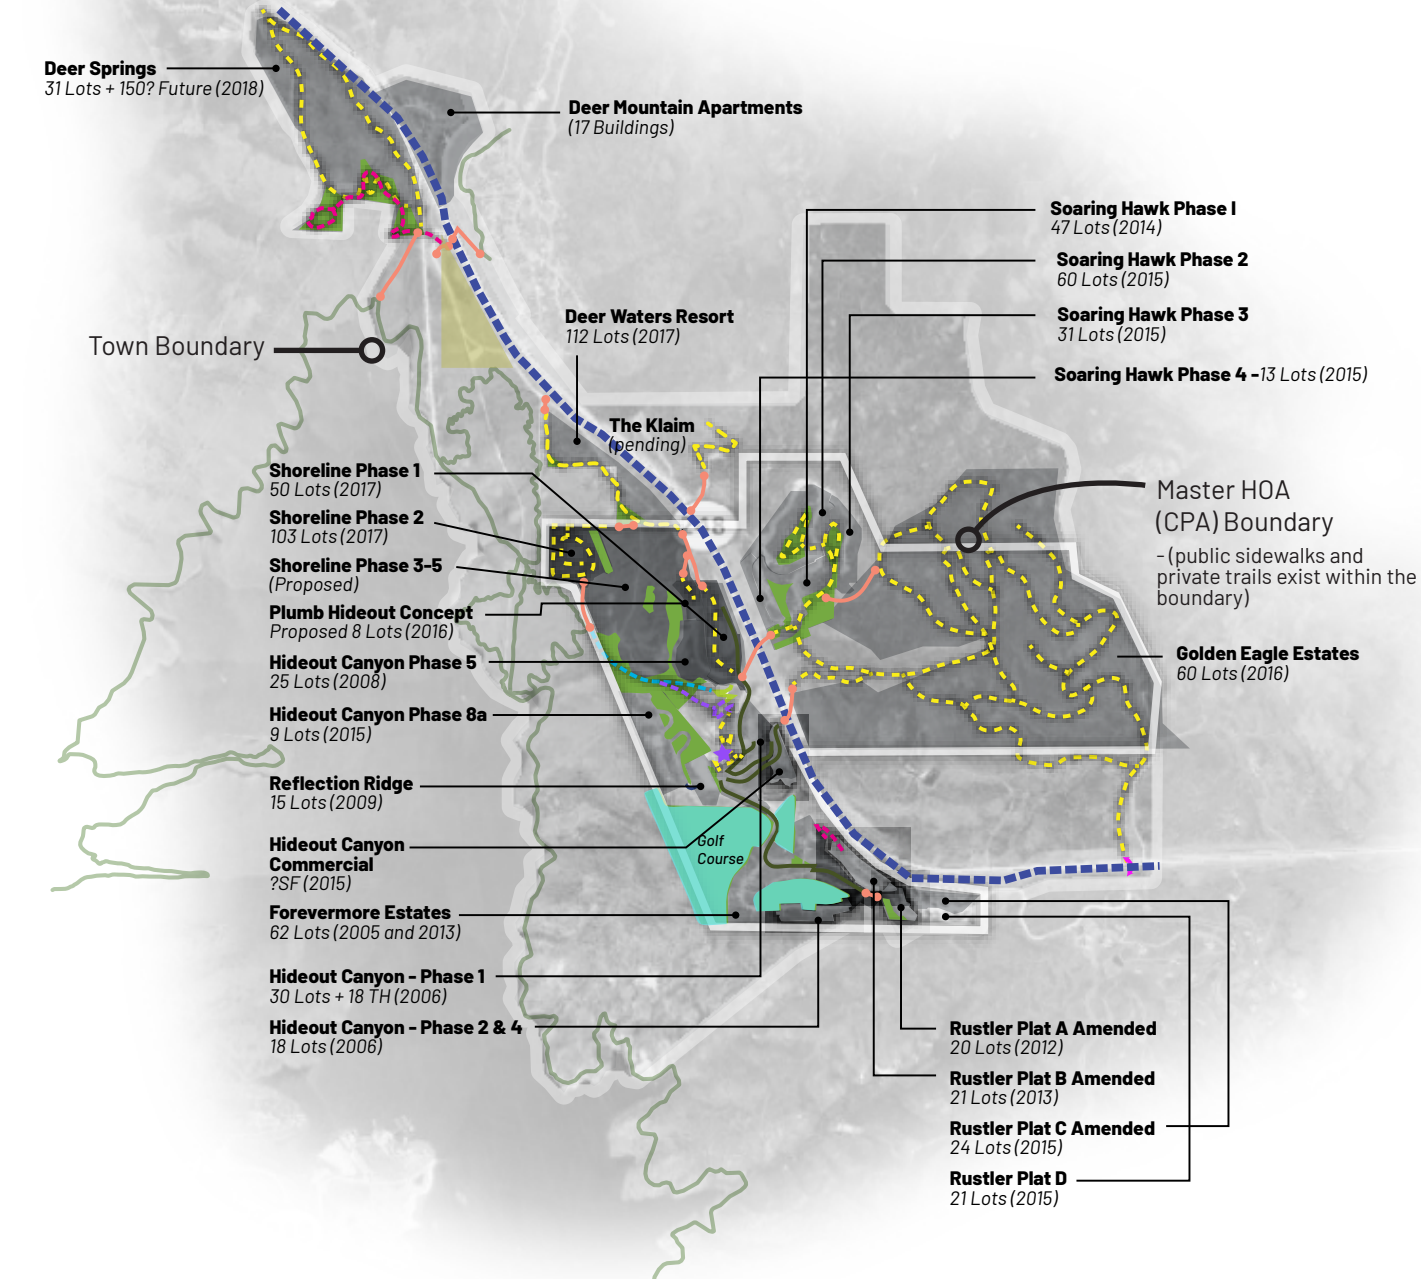 Deer Springs
31 Lots + 150? Future (2018)
Deer Mountain Apartments
(17 Buildings)
Soaring Hawk Phase I
47 Lots (2014)
Soaring Hawk Phase 2
60 Lots (2015)
Soaring Hawk Phase 3
31 Lots (2015)
Soaring Hawk Phase 4 -13 Lots (2015)
Deer Waters Resort
112 Lots (2017)
Town Boundary
The Klaim
(pending)
Shoreline Phase 1
50 Lots (2017)
Shoreline Phase 2
103 Lots (2017)
Shoreline Phase 3-5
(Proposed)
Plumb Hideout Concept
Proposed 8 Lots (2016)
Hideout Canyon Phase 5
25 Lots (2008)
Hideout Canyon Phase 8a
9 Lots (2015)
Reflection Ridge
15 Lots (2009)
Hideout Canyon
Commercial
?SF (2015)
Forevermore Estates
62 Lots (2005 and 2013)
Hideout Canyon - Phase 1
30 Lots + 18 TH (2006)
Hideout Canyon - Phase 2 & 4
18 Lots (2006)
Golf
Course
Master HOA
(CPA) Boundary
- (public sidewalks and
private trails exist within the
boundary)
Golden Eagle Estates
60 Lots (2016)
Rustler Plat A Amended
20 Lots (2012)
Rustler Plat B Amended
21 Lots (2013)
Rustler Plat C Amended
24 Lots (2015)
Rustler Plat D
21 Lots (2015)